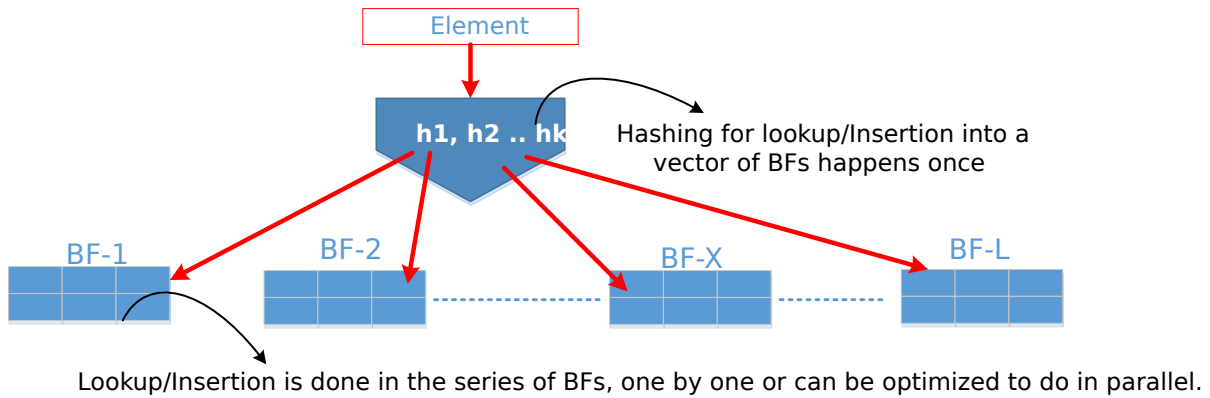 Element
h1, h2 .. hk
Hashing for lookup/Insertion into a
vector of BFs happens once
BF-1
BF-2
BF-X
BF-L
Lookup/Insertion is done in the series of BFs, one by one or can be optimized to do in parallel.